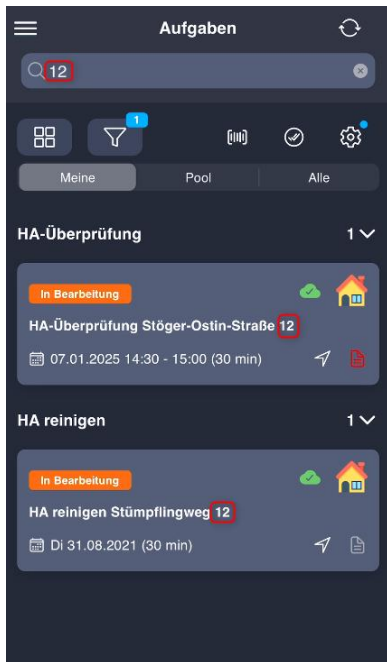 Aufgaben
12
1
Meine Pool Alle
HA-Überprüfung 1
In Bearbeitung
HA-Überprüfung Stöger-Ostin-Straße 12
07.01.2025 14:30 - 15:00 (30 min)
HA reinigen 1
In Bearbeitung
HA reinigen Stümpflingweg 12
Di 31.08.2021 (30 min)